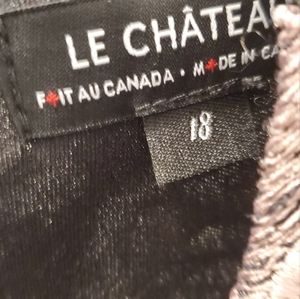 LE CHÂTEA
F*IT AU CANADA · M*DE IN CA
18